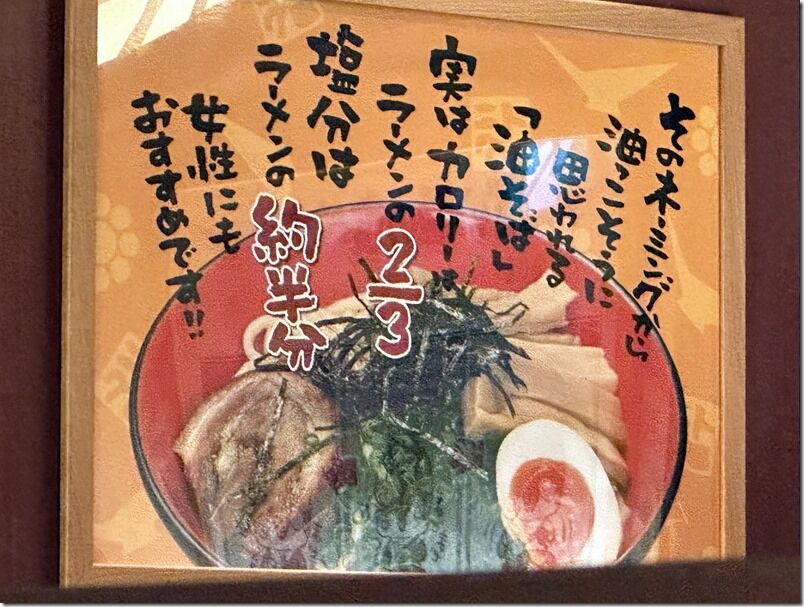 そのネーミングから
油っこそうに
思われる
「油そば」
実はカロリーは
ラーメンの2/3
塩分は
ラーメンの約半分
女性にも
おすすめです!!